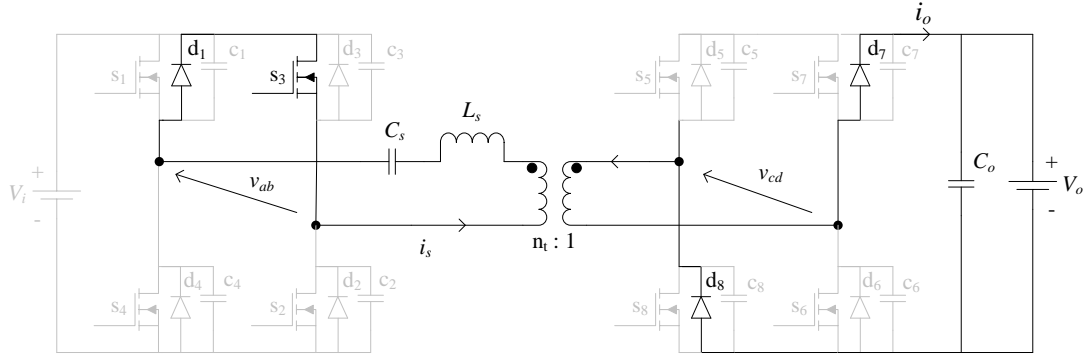 i_o
s_1
d_1
c_1
s_3
d_3
c_3
s_5
d_5
c_5
s_7
d_7
c_7
C_s
L_s
+
V_i
-
v_ab
v_cd
C_o
+
V_o
-
i_s
n_t : 1
s_4
d_4
c_4
s_2
d_2
c_2
s_8
d_8
c_8
s_6
d_6
c_6